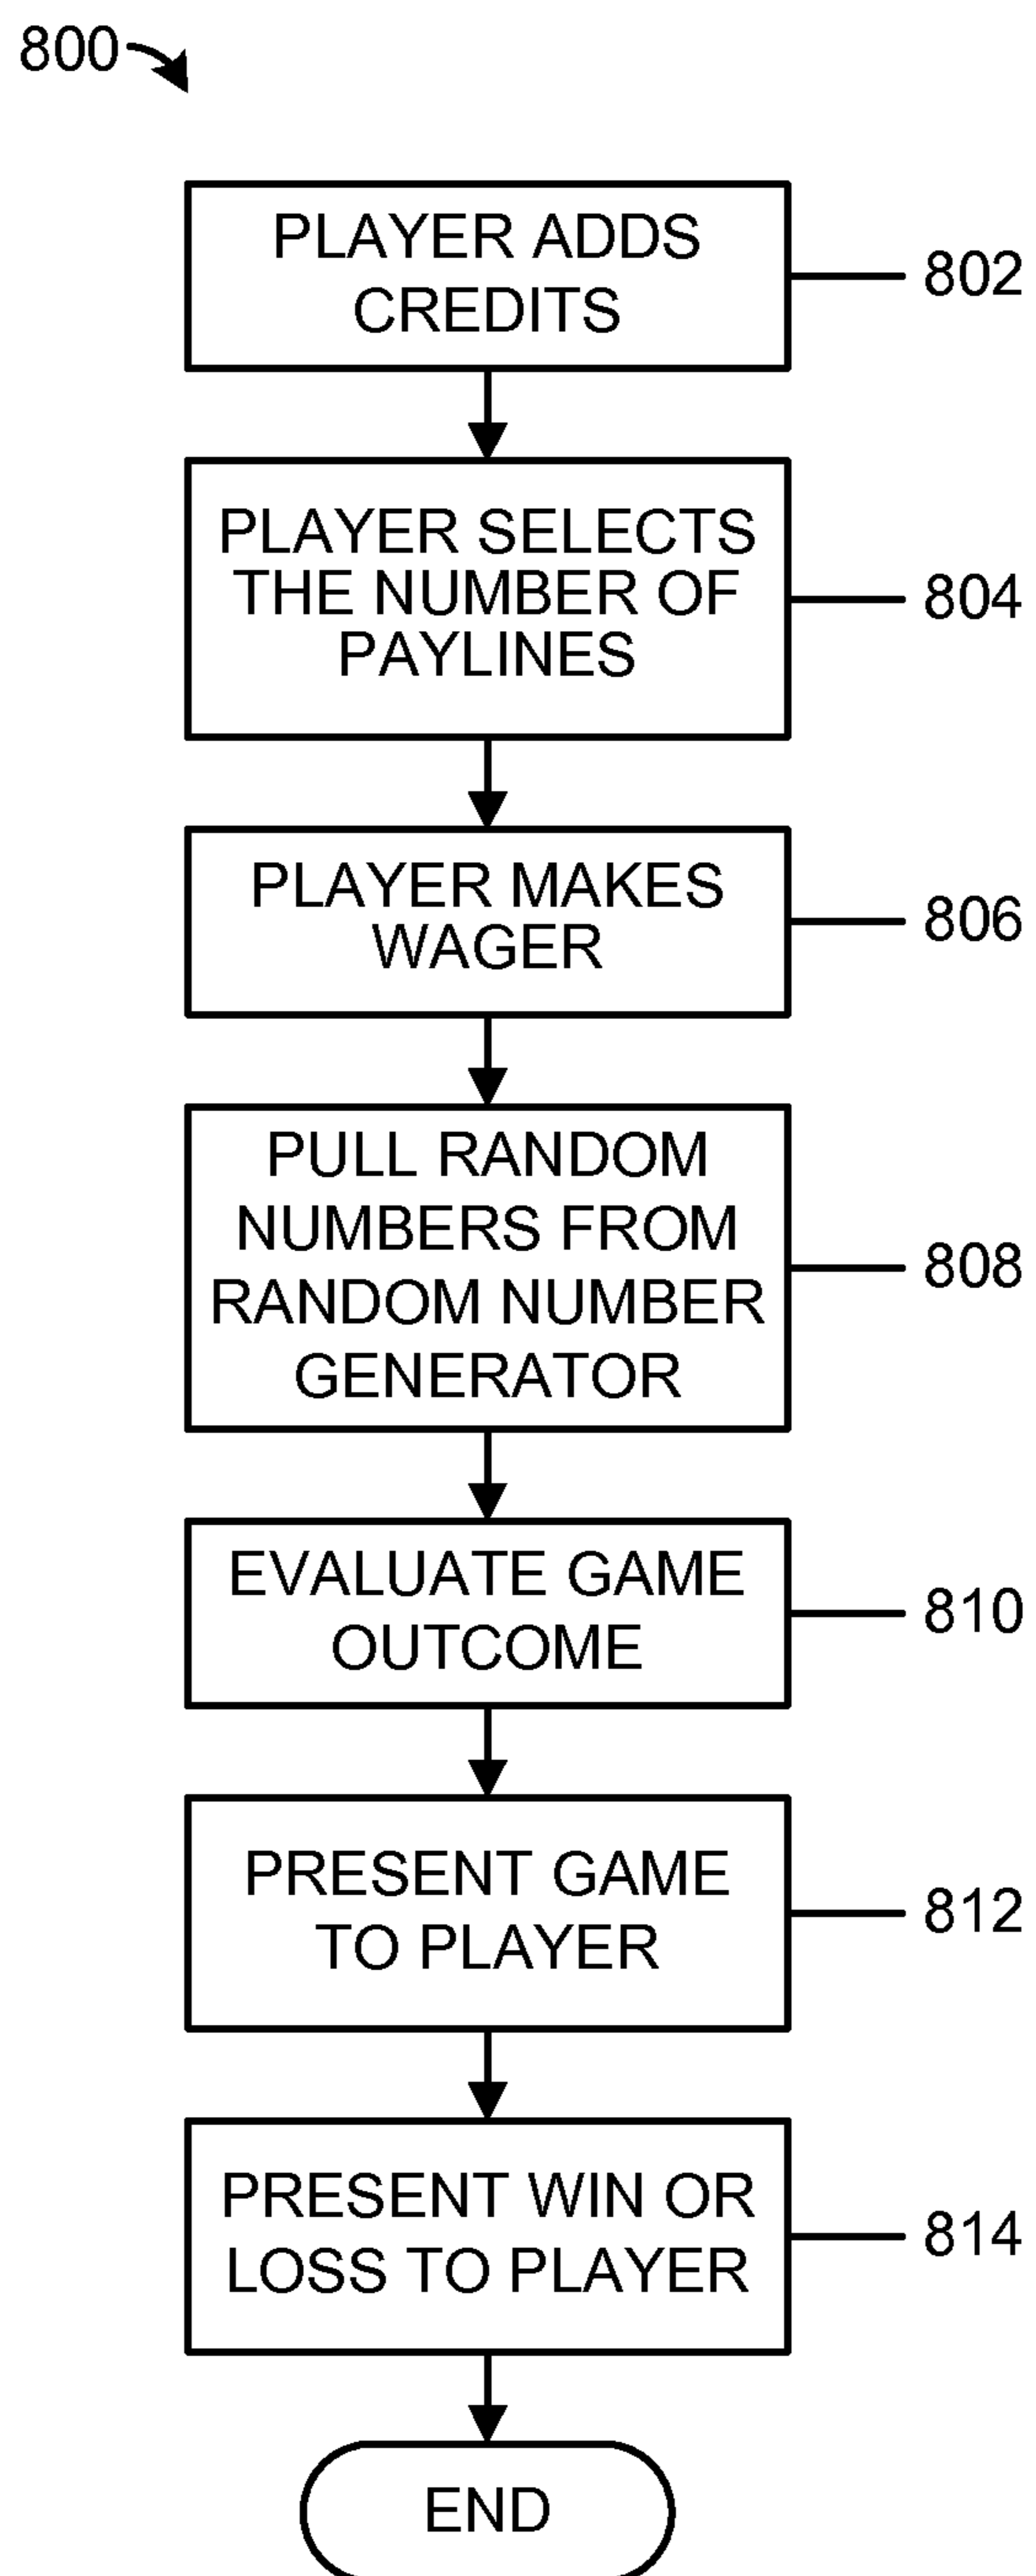 800
PLAYER ADDS
CREDITS
802
PLAYER SELECTS
THE NUMBER OF
PAYLINES
804
PLAYER MAKES
WAGER
806
PULL RANDOM
NUMBERS FROM
RANDOM NUMBER
GENERATOR
808
EVALUATE GAME
OUTCOME
810
PRESENT GAME
TO PLAYER
812
PRESENT WIN OR
LOSS TO PLAYER
814
END